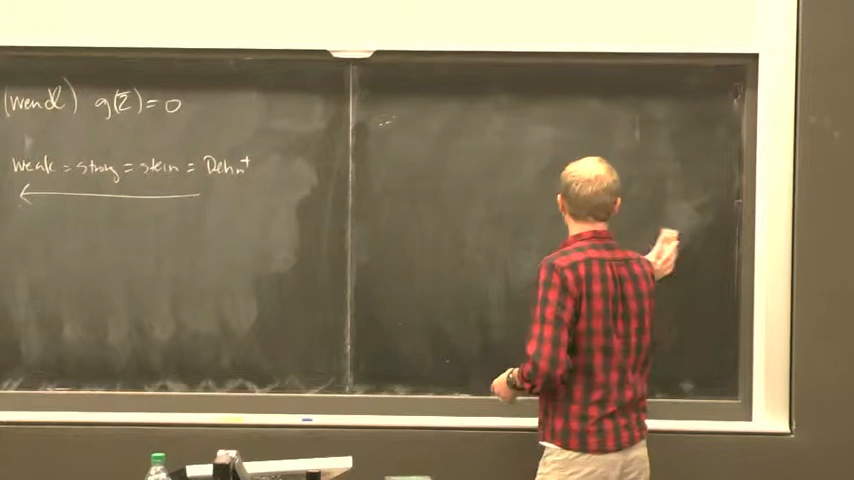 (Wendl) g(Σ) = 0
Weak = Strong = Stein = Dehn⁺